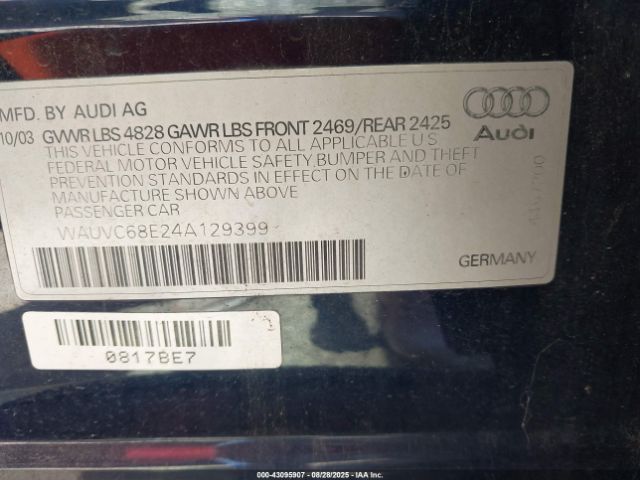 MFD. BY AUDI AG
10/03 GVWR LBS 4828 GAWR LBS FRONT 2469/REAR 2425
THIS VEHICLE CONFORMS TO ALL APPLICABLE U S
FEDERAL MOTOR VEHICLE SAFETY, BUMPER AND THEFT
PREVENTION STANDARDS IN EFFECT ON THE DATE OF
MANUFACTURE SHOWN ABOVE
PASSENGER CAR
WAUVC68E24A129399
Audi
GERMANY
0817BE7
000-43095907 - 08/28/2025 - IAA Inc.